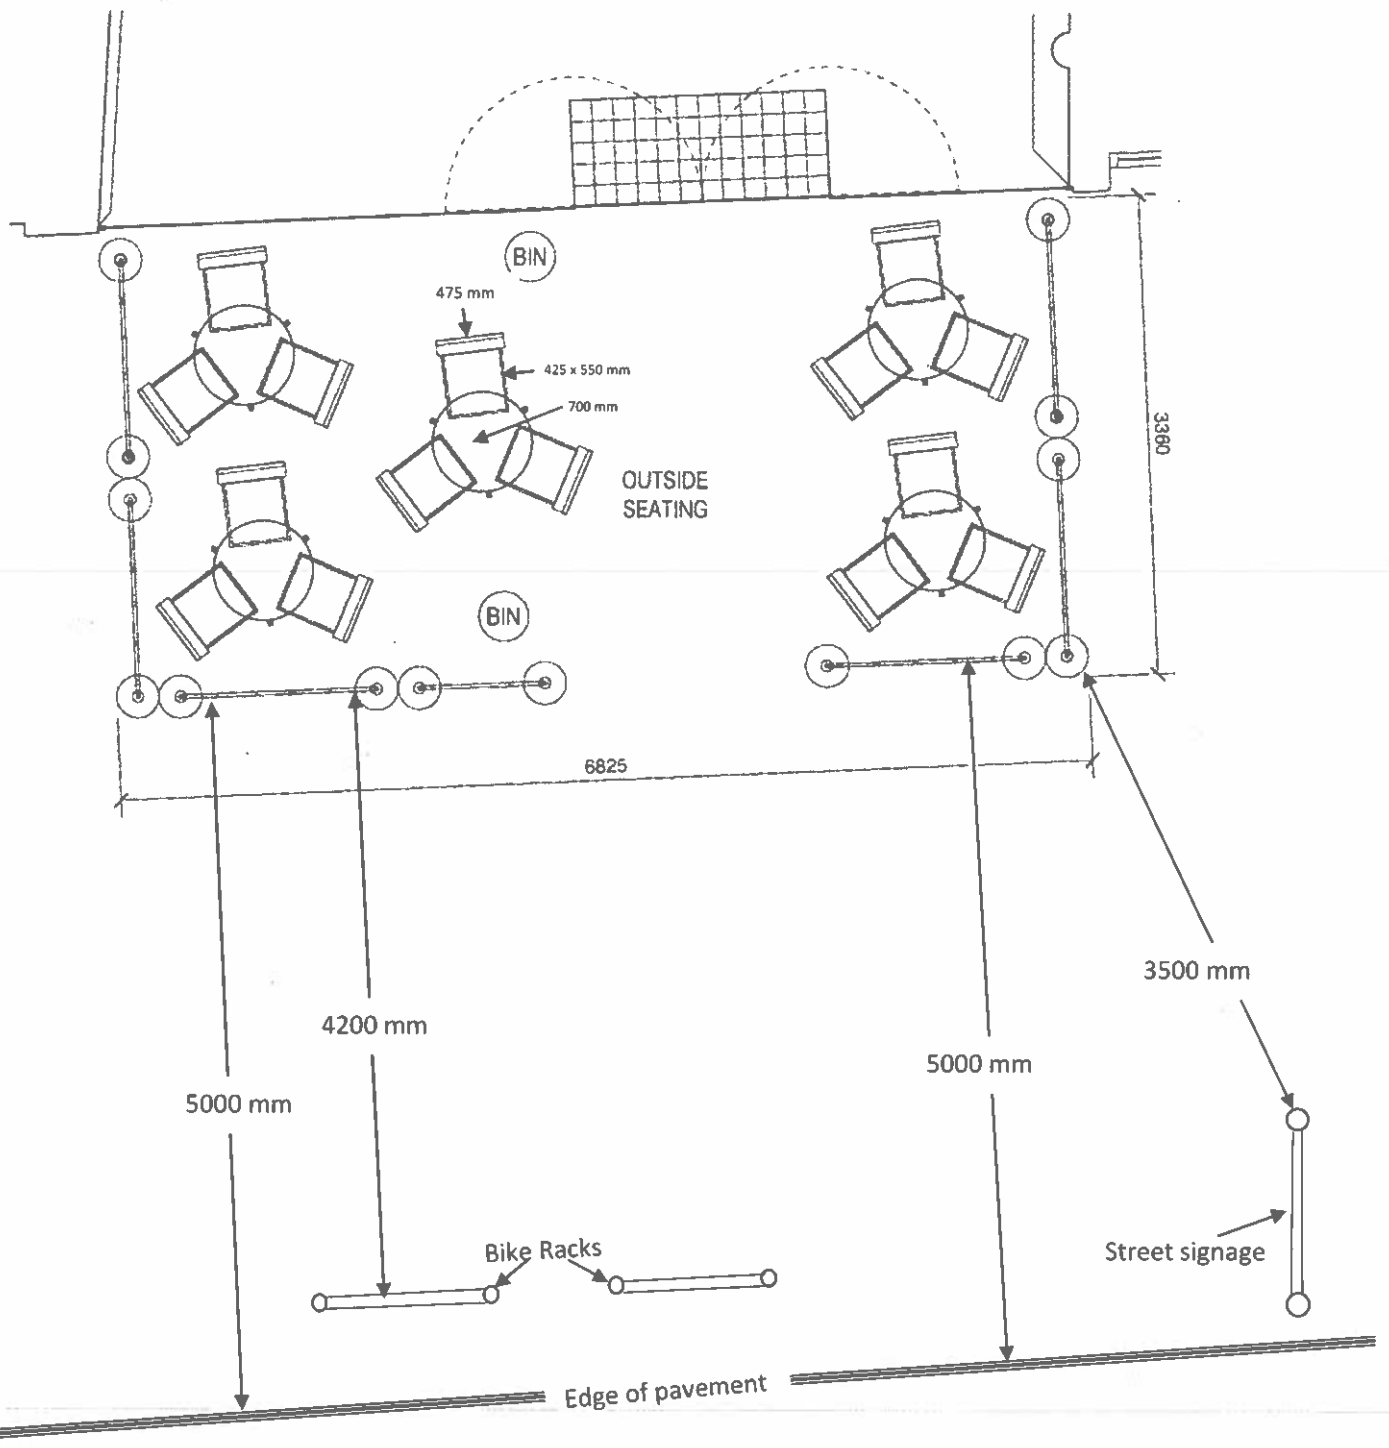 BIN
475 mm
425 x 550 mm
700 mm
3360
OUTSIDE
SEATING
BIN
6825
3500 mm
4200 mm
5000 mm
5000 mm
Bike Racks
Street signage
Edge of pavement